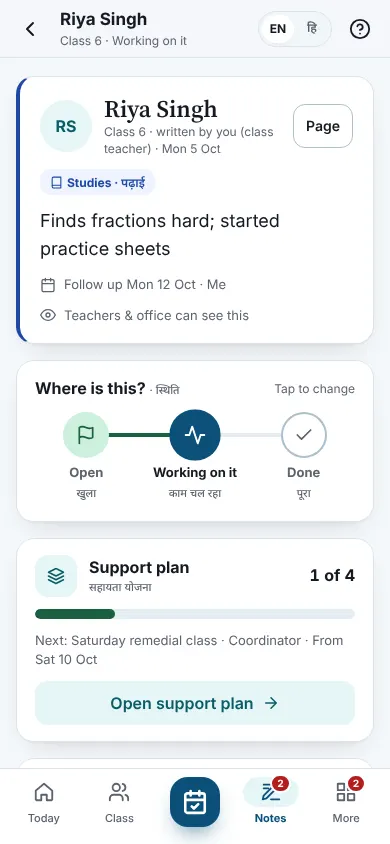 Riya Singh
Class 6 · Working on it
EN
हिं
RS
Riya Singh
Class 6 · written by you (class
teacher) · Mon 5 Oct
Page
Studies · पढ़ाई
Finds fractions hard; started
practice sheets
Follow up Mon 12 Oct · Me
Teachers & office can see this
Where is this? · स्थिति
Tap to change
Open
Working on it
Done
खुला
काम चल रहा
पूरा
Support plan
सहायता योजना
1 of 4
Next: Saturday remedial class · Coordinator · From
Sat 10 Oct
Open support plan →
2
2
Today
Class
Notes
More